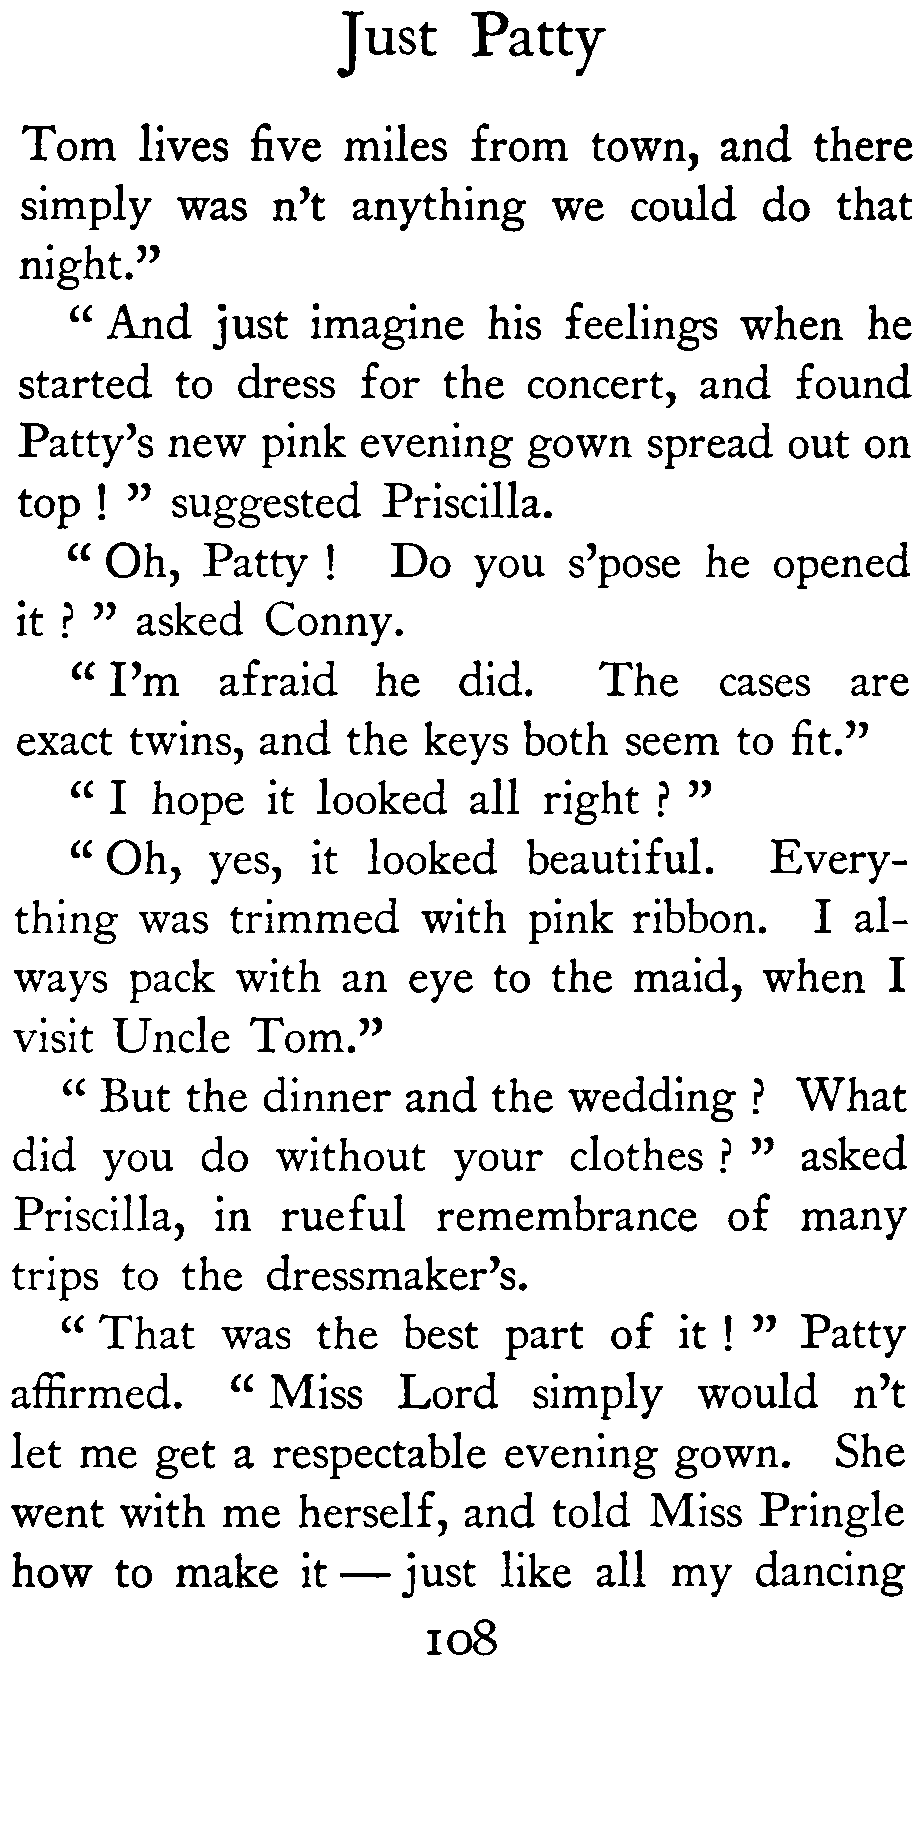 Just Patty
Tom lives five miles from town, and there
simply was n't anything we could do that
night.”
“ And just imagine his feelings when he
started to dress for the concert, and found
Patty's new pink evening gown spread out on
top ! ” suggested Priscilla.
“ Oh, Patty ! Do you s'pose he opened
it ? ” asked Conny.
“ I'm afraid he did. The cases are
exact twins, and the keys both seem to fit.”
“ I hope it looked all right ? ”
“ Oh, yes, it looked beautiful. Every-
thing was trimmed with pink ribbon. I al-
ways pack with an eye to the maid, when I
visit Uncle Tom.”
“ But the dinner and the wedding ? What
did you do without your clothes ? ” asked
Priscilla, in rueful remembrance of many
trips to the dressmaker's.
“ That was the best part of it ! ” Patty
affirmed. “ Miss Lord simply would n't
let me get a respectable evening gown. She
went with me herself, and told Miss Pringle
how to make it — just like all my dancing
108